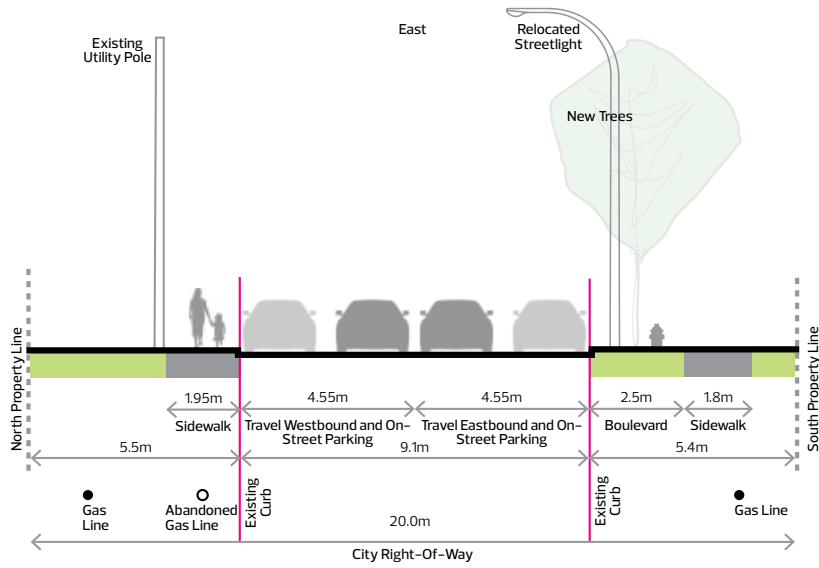 East
Relocated
Streetlight
Existing
Utility Pole
New Trees
North Property Line
South Property Line
1.95m
4.55m
4.55m
2.5m
1.8m
Sidewalk
Travel Westbound and On-
Street Parking
Travel Eastbound and On-
Street Parking
Boulevard
Sidewalk
5.5m
9.1m
5.4m
Gas
Line
Abandoned
Gas Line
Existing
Curb
Existing
Curb
Gas Line
20.0m
City Right-Of-Way